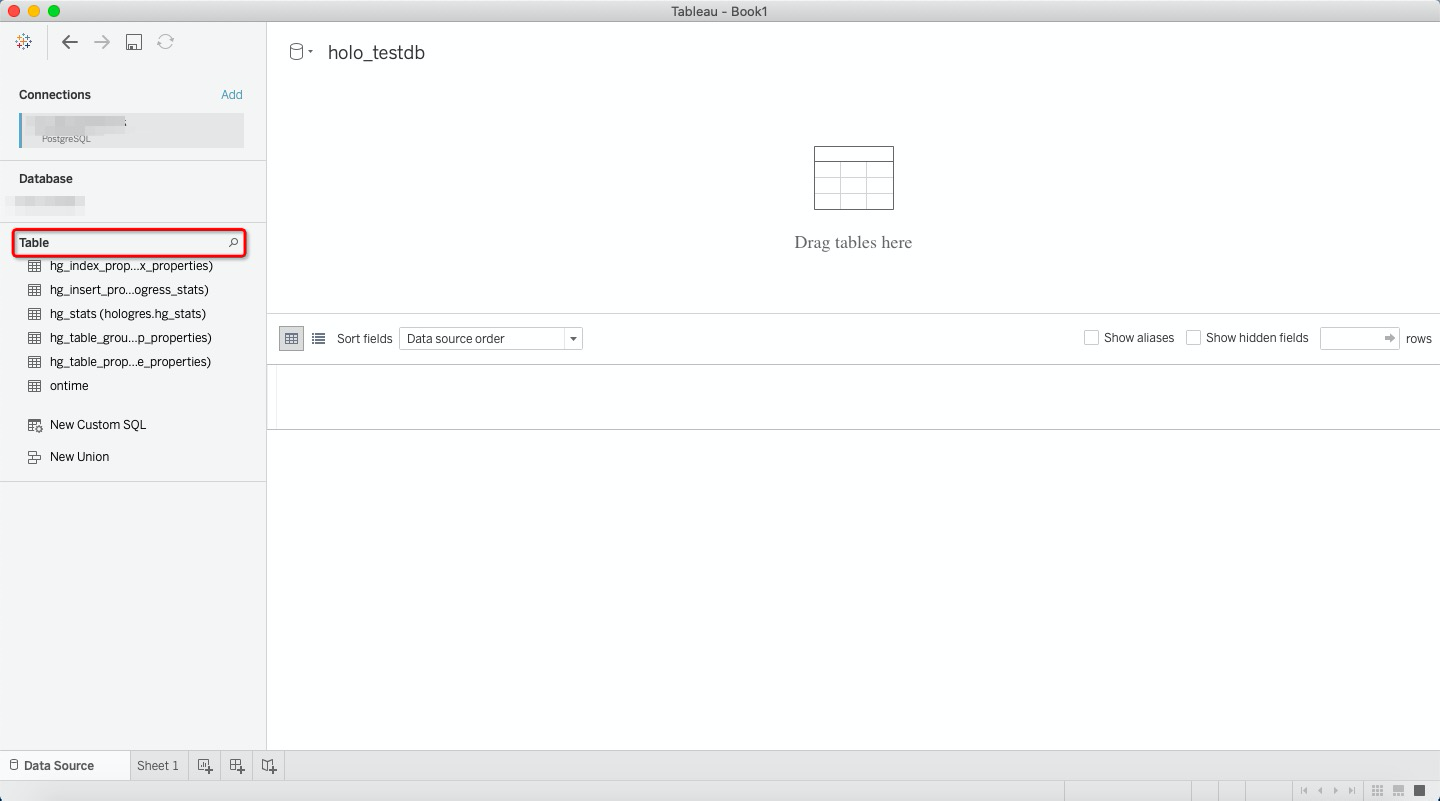 Tableau - Book1
holo_testdb
Connections Add
PostgreSQL
Database
Table
hg_index_prop...x_properties)
hg_insert_pro...ogress_stats)
hg_stats (hologres.hg_stats)
hg_table_grou...p_properties)
hg_table_prop...e_properties)
ontime
New Custom SQL
New Union
Drag tables here
Sort fields Data source order Show aliases Show hidden fields rows
Data Source Sheet 1